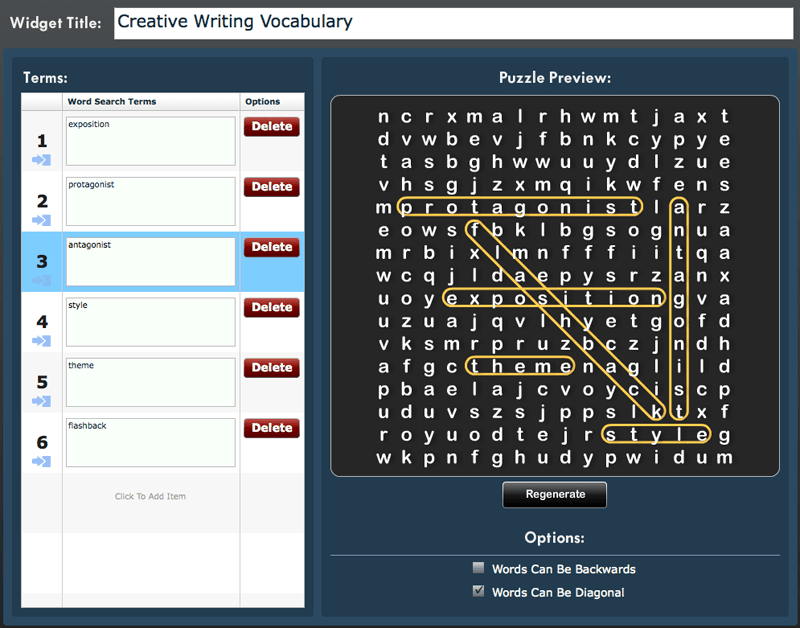 Widget Title: Creative Writing Vocabulary
Terms:
Word Search Terms Options
1 exposition Delete
2 protagonist Delete
3 antagonist Delete
4 style Delete
5 theme Delete
6 flashback Delete
Click To Add Item
Puzzle Preview:
n c r x m a l r h w m t j a x t
d v w b e v j f b n k c y p y e
t a s b g h w w u u y d l z u e
v h s g j z x m q i k w f e n s
m p r o t a g o n i s t l a r z
e o w s f b k l b g s o g n u a
m r b i x l m n f f f i i t q a
w c q j l d a e p y s r z a n x
u o y e x p o s i t i o n g v a
u z u a j q v l h y e t g o f d
v k s m r p r u z b c z j n d h
a f g c t h e m e n a g l i l d
p b a e l a j c v o y c i s c p
u d u v s z s j p p s l k t x f
r o y u o d t e j r s t y l e g
w k p n f g h u d y p w i d u m
Regenerate
Options:
Words Can Be Backwards
Words Can Be Diagonal